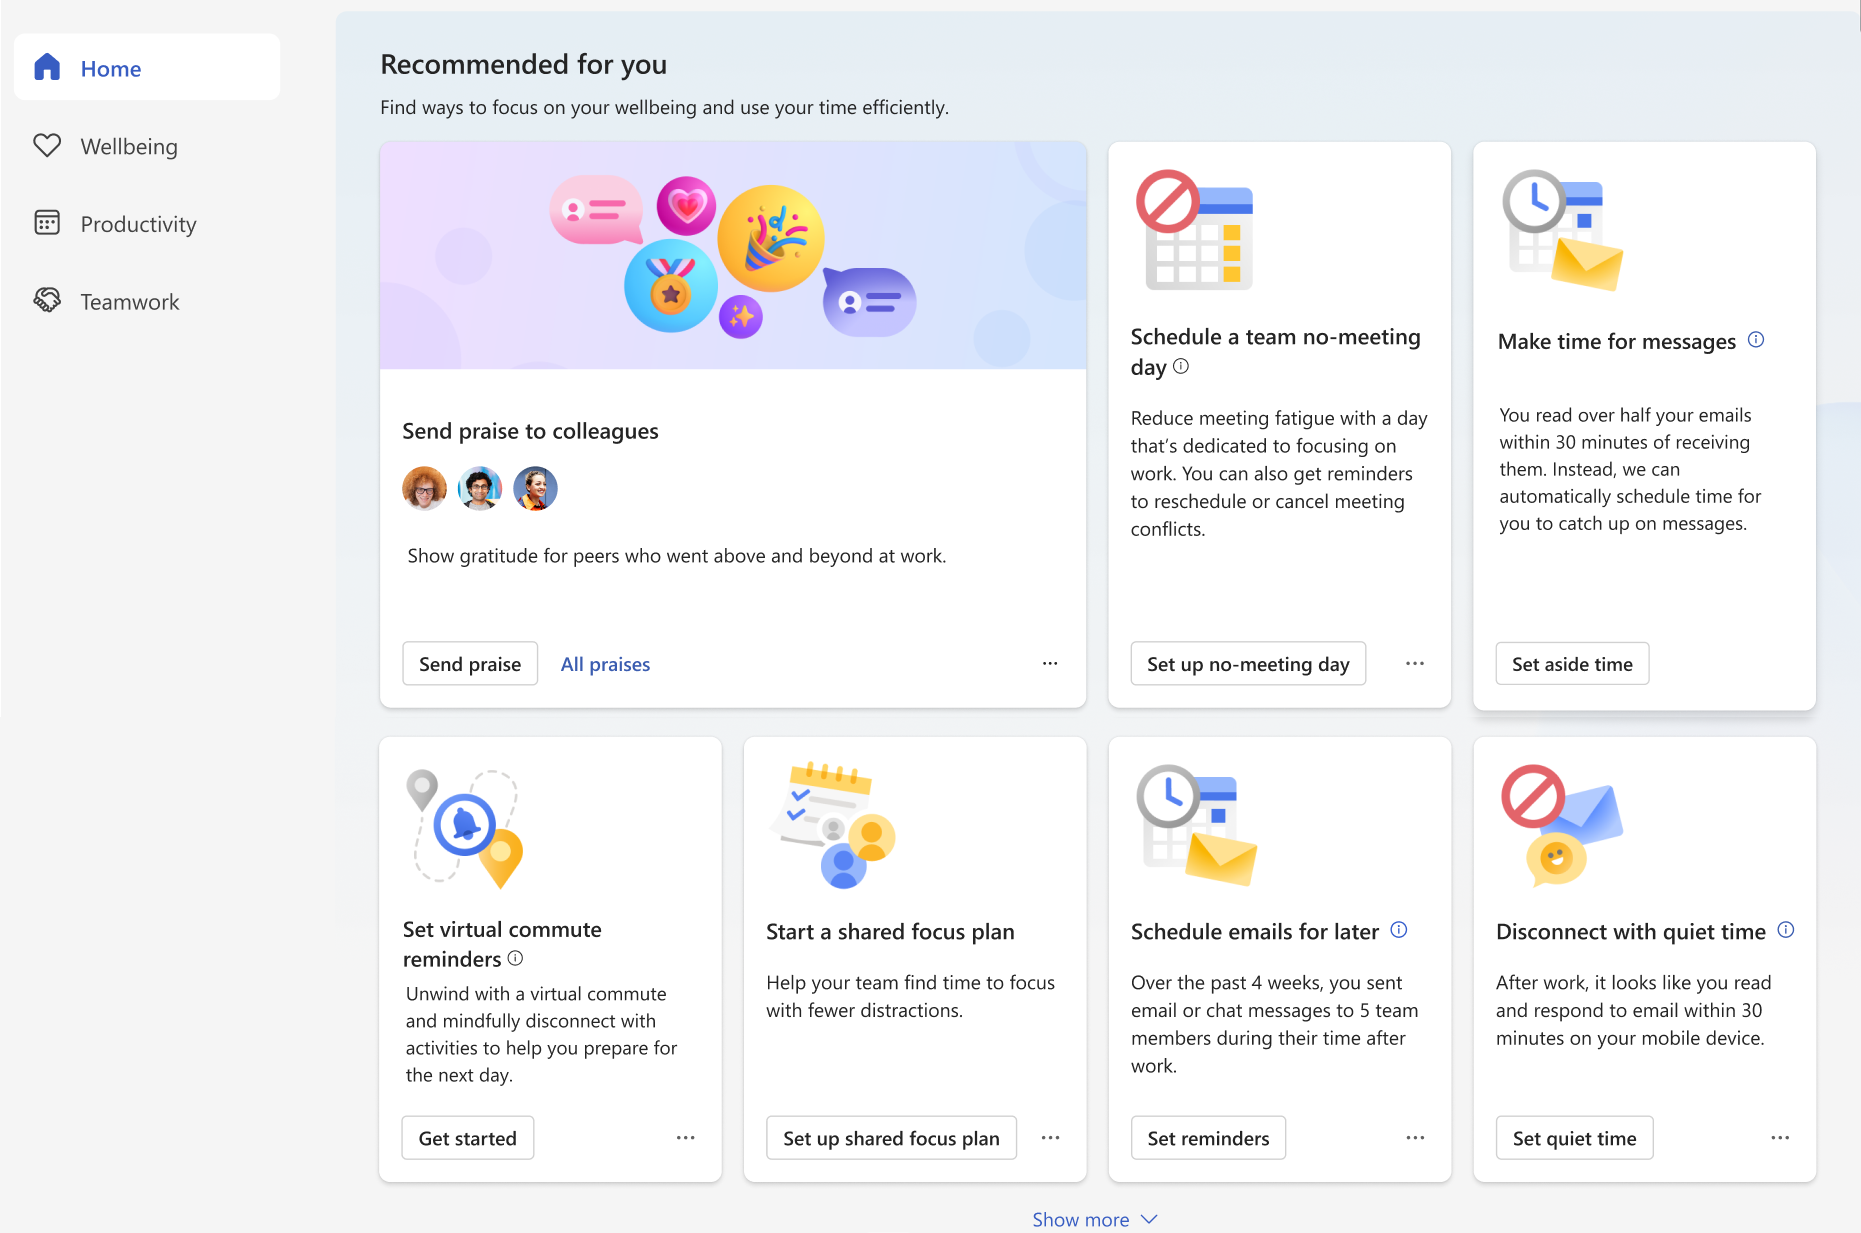 Home
Wellbeing
Productivity
Teamwork
Recommended for you
Find ways to focus on your wellbeing and use your time efficiently.
Send praise to colleagues
Show gratitude for peers who went above and beyond at work.
Send praise
All praises
Schedule a team no-meeting
day
Reduce meeting fatigue with a day
that’s dedicated to focusing on
work. You can also get reminders
to reschedule or cancel meeting
conflicts.
Set up no-meeting day
Make time for messages
You read over half your emails
within 30 minutes of receiving
them. Instead, we can
automatically schedule time for
you to catch up on messages.
Set aside time
Set virtual commute
reminders
Unwind with a virtual commute
and mindfully disconnect with
activities to help you prepare for
the next day.
Get started
Start a shared focus plan
Help your team find time to focus
with fewer distractions.
Set up shared focus plan
Schedule emails for later
Over the past 4 weeks, you sent
email or chat messages to 5 team
members during their time after
work.
Set reminders
Disconnect with quiet time
After work, it looks like you read
and respond to email within 30
minutes on your mobile device.
Set quiet time
Show more